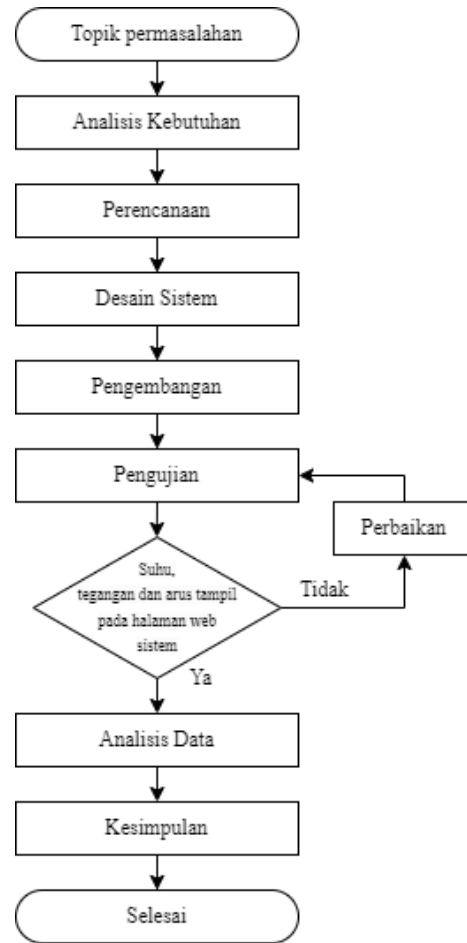 Topik permasalahan
Analisis Kebutuhan
Perencanaan
Desain Sistem
Pengembangan
Pengujian
Perbaikan
Suhu,
tegangan dan arus tampil
pada halaman web
sistem
Tidak
Ya
Analisis Data
Kesimpulan
Selesai